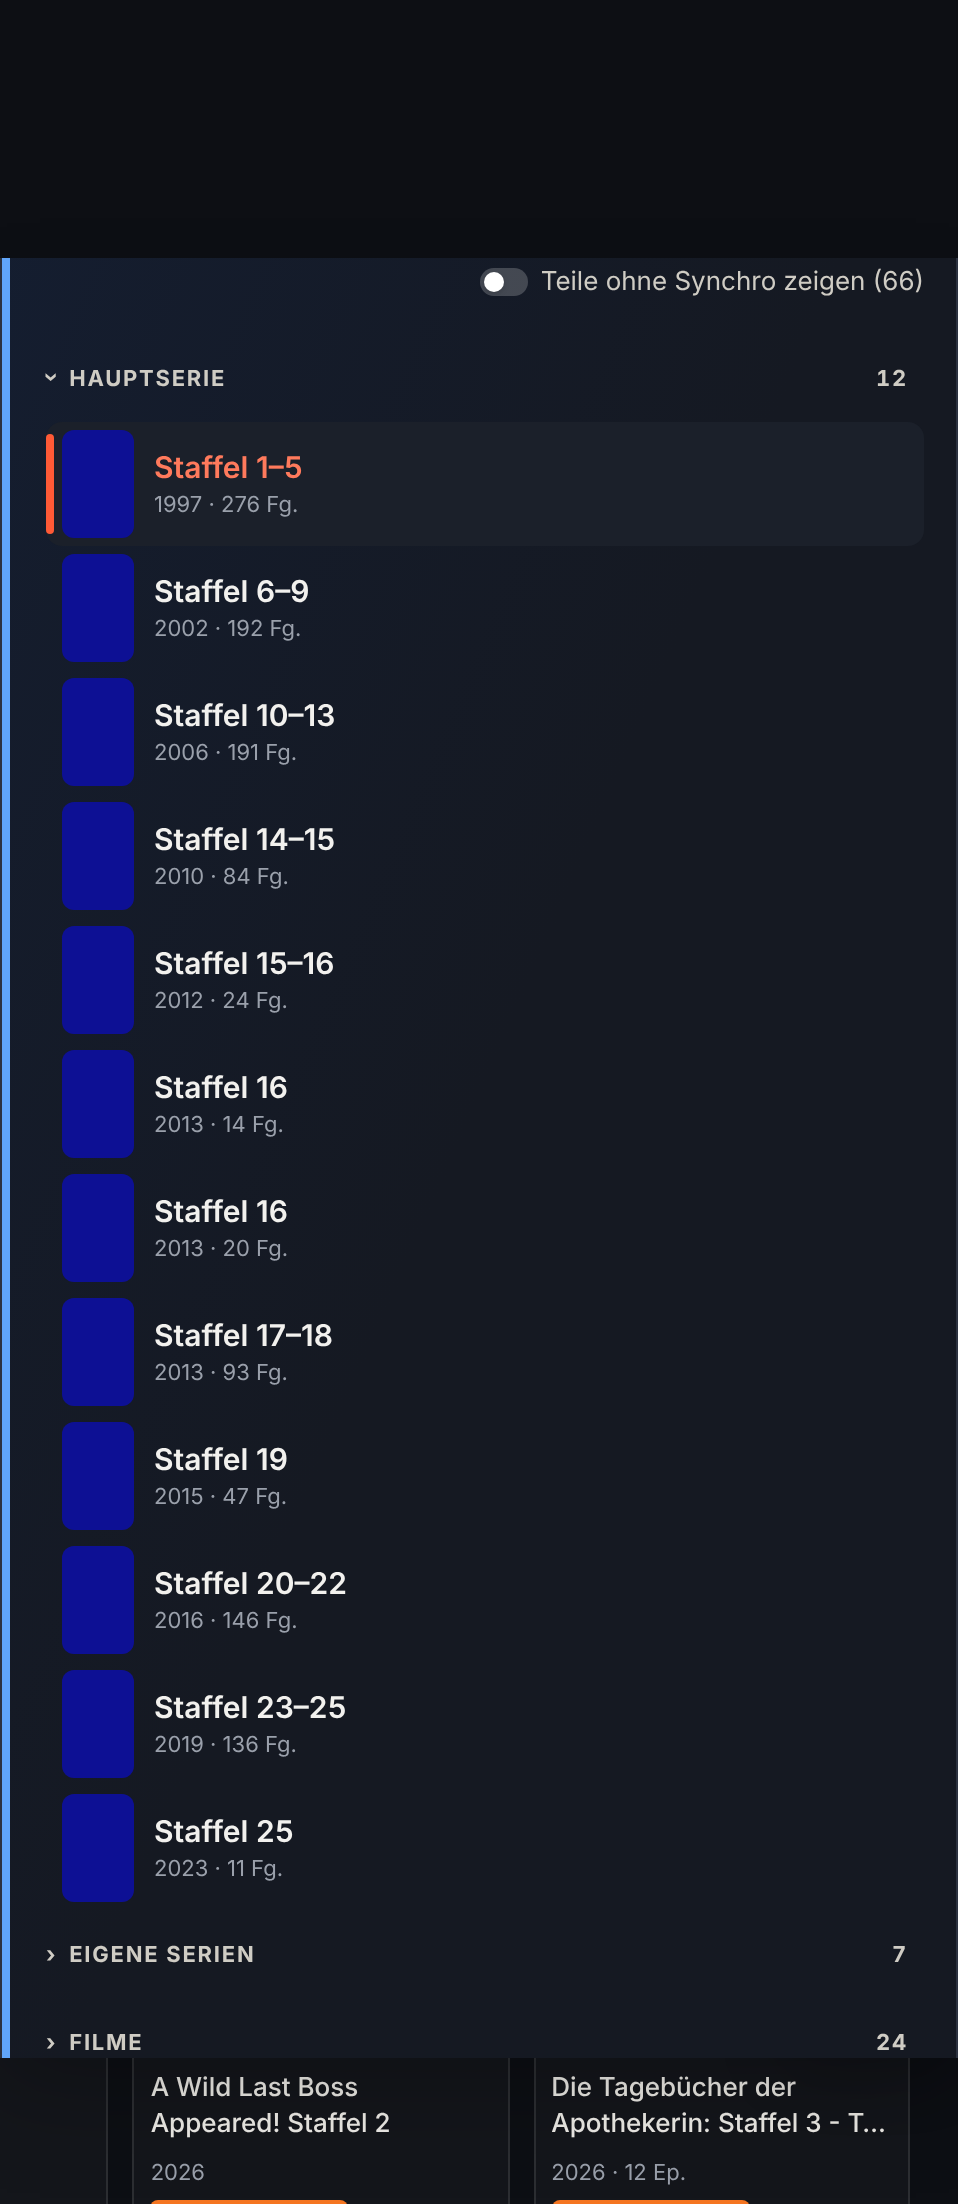 Teile ohne Synchro zeigen (66)
HAUPTSERIE 12
Staffel 1–5
1997 · 276 Fg.
Staffel 6–9
2002 · 192 Fg.
Staffel 10–13
2006 · 191 Fg.
Staffel 14–15
2010 · 84 Fg.
Staffel 15–16
2012 · 24 Fg.
Staffel 16
2013 · 14 Fg.
Staffel 16
2013 · 20 Fg.
Staffel 17–18
2013 · 93 Fg.
Staffel 19
2015 · 47 Fg.
Staffel 20–22
2016 · 146 Fg.
Staffel 23–25
2019 · 136 Fg.
Staffel 25
2023 · 11 Fg.
EIGENE SERIEN 7
FILME 24
A Wild Last Boss
Appeared! Staffel 2
2026
Die Tagebücher der
Apothekerin: Staffel 3 - T...
2026 · 12 Ep.